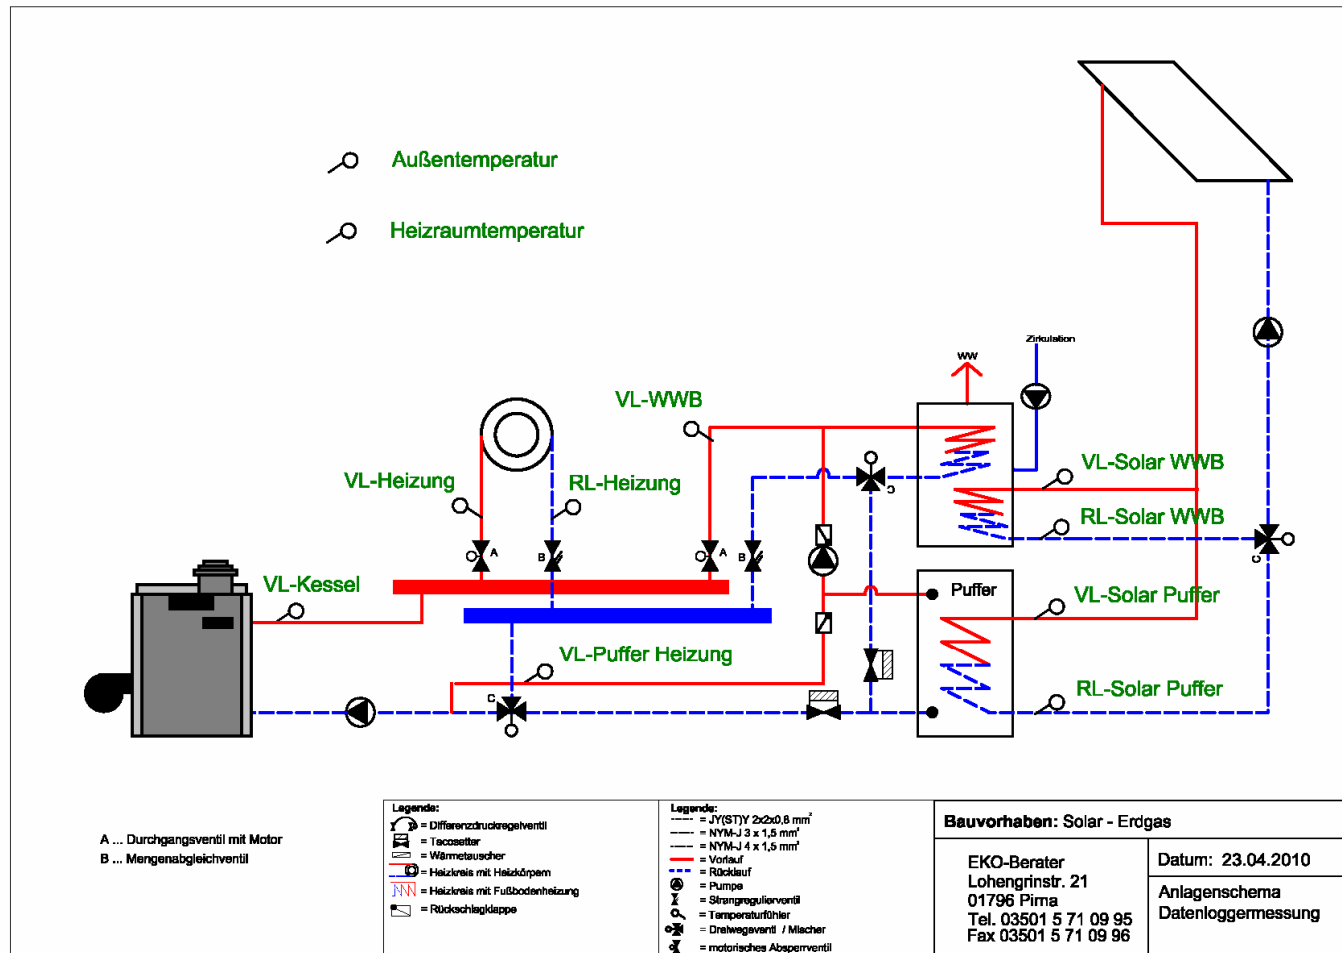 Außentemperatur
Heizraumtemperatur
Zirkulation
WW
VL-WWB
VL-Heizung
RL-Heizung
VL-Solar WWB
RL-Solar WWB
C
A
B
A
B
C
VL-Kessel
Puffer
VL-Solar Puffer
VL-Puffer Heizung
RL-Solar Puffer
C
A ... Durchgangsventil mit Motor
B ... Mengenabgleichventil
Legende:
= Differenzdruckregelventil
= Tacosetter
= Wärmetauscher
= Heizkreis mit Heizkörpern
= Heizkreis mit Fußbodenheizung
= Rückschlagklappe
Legende:
= JY(ST)Y 2x2x0,8 mm²
= NYM-J 3 x 1,5 mm²
= NYM-J 4 x 1,5 mm²
= Vorlauf
= Rücklauf
= Pumpe
= Strangregulierventil
= Temperaturfühler
= Dreiwegeventil / Mischer
= motorisches Absperrventil
Bauvorhaben: Solar - Erdgas
EKO-Berater
Lohengrinstr. 21
01796 Pirna
Tel. 03501 5 71 09 95
Fax 03501 5 71 09 96
Datum: 23.04.2010
Anlagenschema
Datenloggermessung